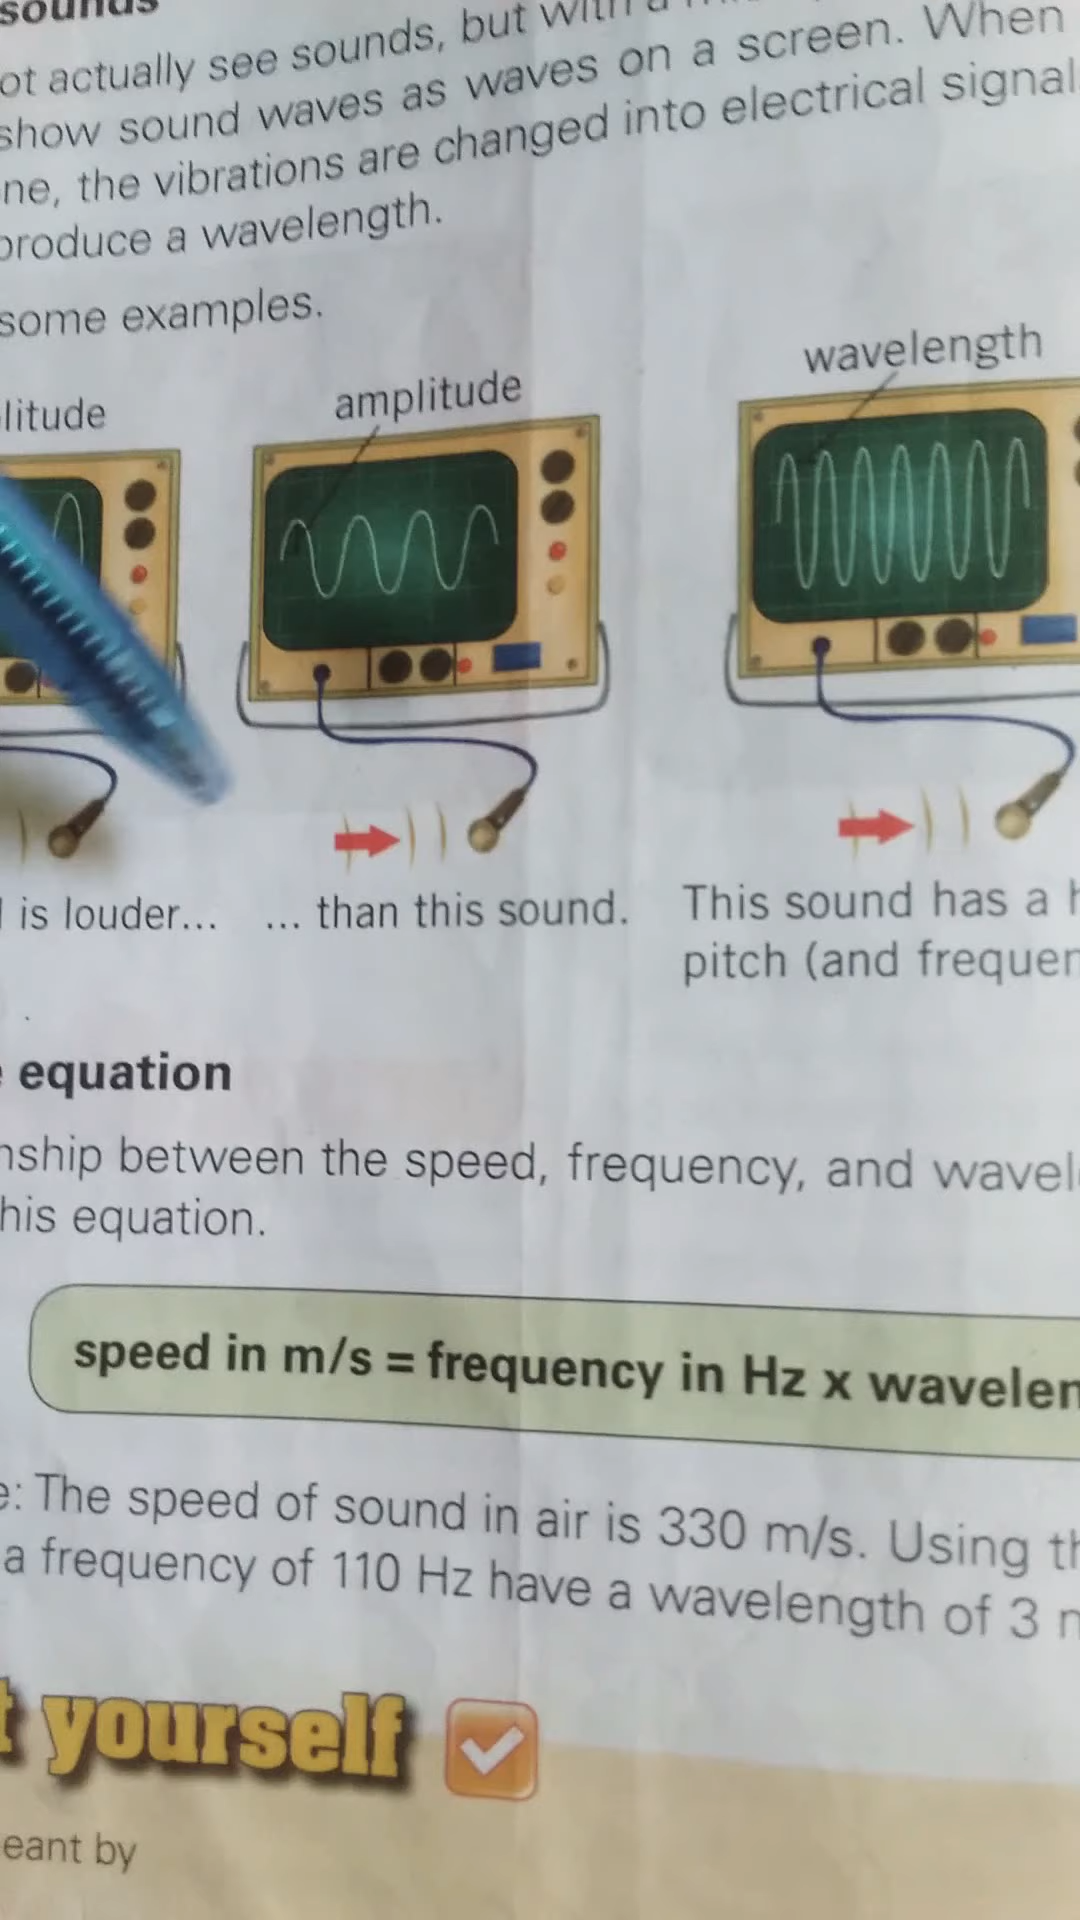 sounds
ot actually see sounds, but with a
show sound waves as waves on a screen. When
ne, the vibrations are changed into electrical signal
produce a wavelength.
some examples.
litude
amplitude
wavelength
is louder...
... than this sound.
This sound has a h
pitch (and frequen
equation
nship between the speed, frequency, and wavel
his equation.
speed in m/s = frequency in Hz x wavelen
e: The speed of sound in air is 330 m/s. Using th
a frequency of 110 Hz have a wavelength of 3 m
t yourself
eant by